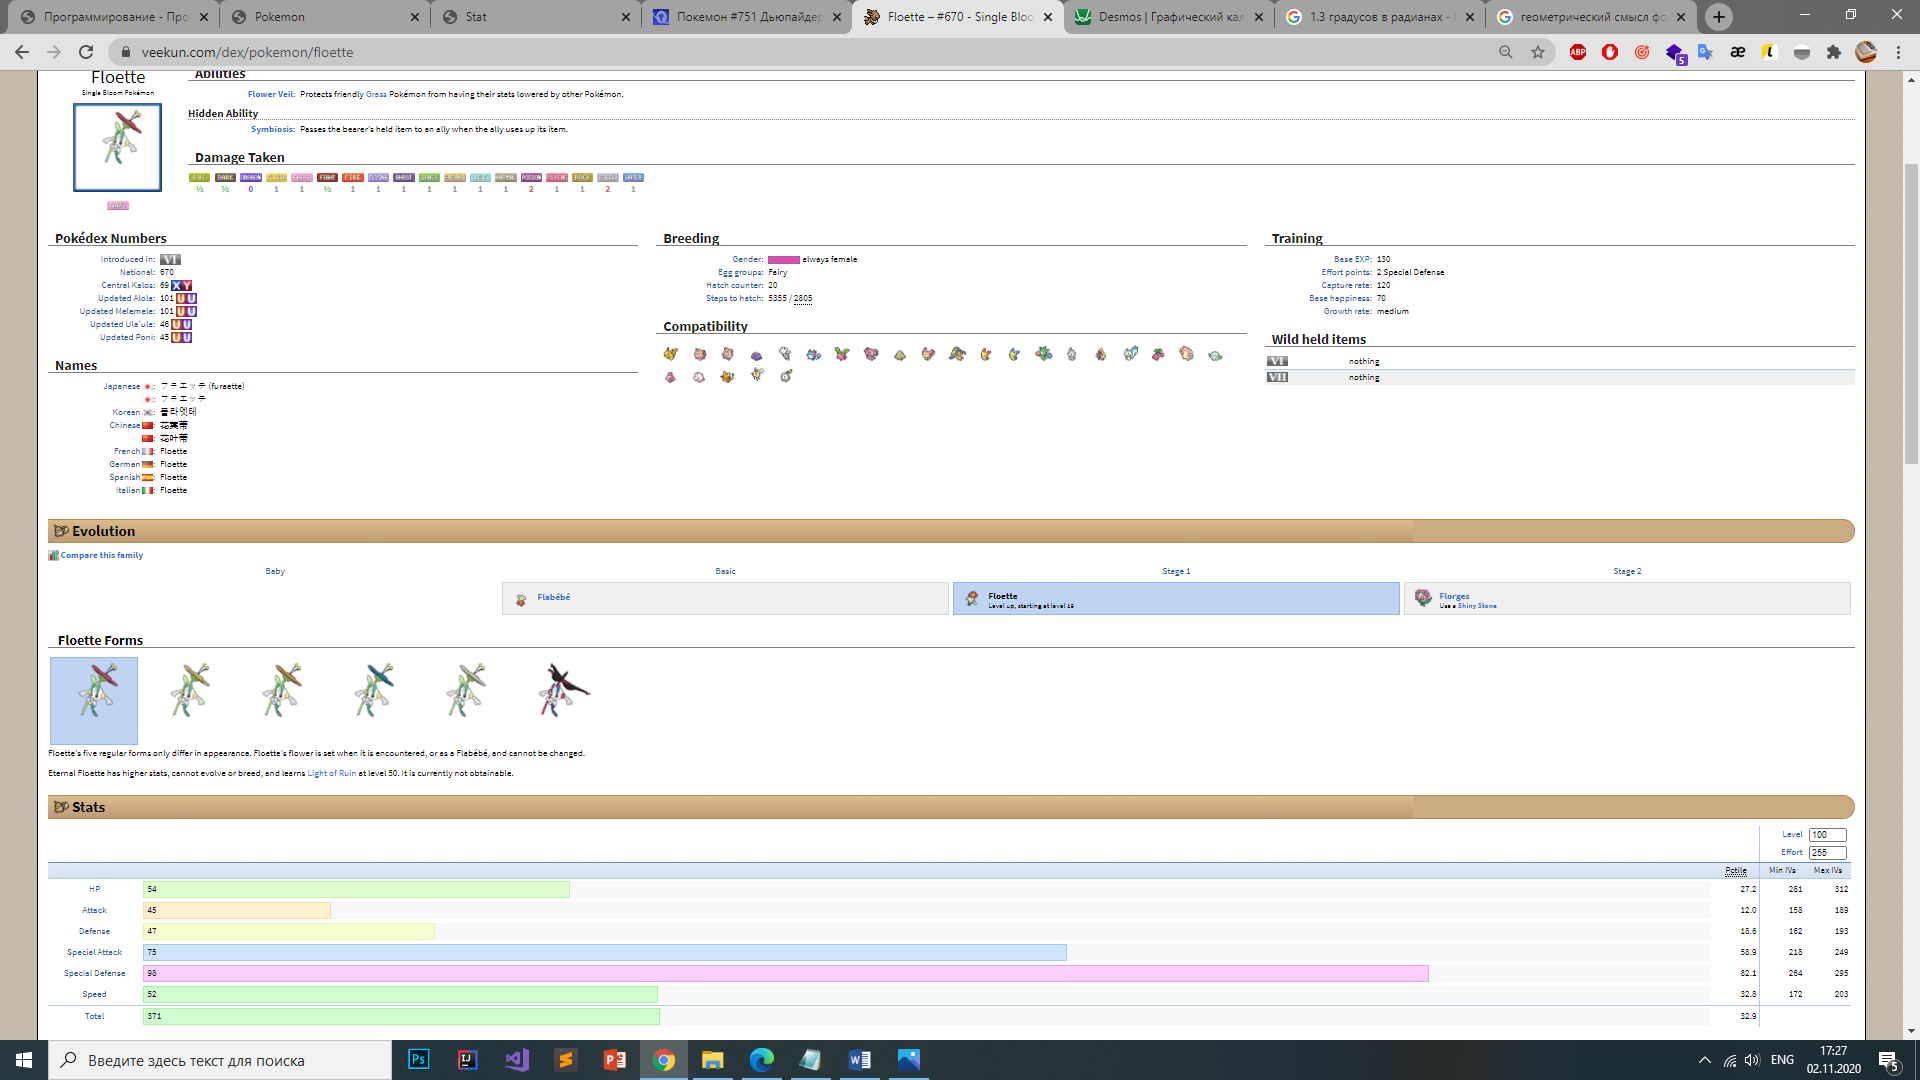 Программирование - Про
Pokemon
Stat
Покемон #751 Дьюпайдер
Floette – #670 - Single Bloo
Desmos | Графический кал
1.3 градусов в радианах -
геометрический смысл фо
veekun.com/dex/pokemon/floette
Floette
Single Bloom Pokémon
Abilities
Flower Veil: Protects friendly Grass Pokémon from having their stats lowered by other Pokémon.
Hidden Ability
Symbiosis: Passes the bearer's held item to an ally when the ally uses up its item.
Damage Taken
BUG DARK DRAGON ELECTR FAIRY FIGHT FIRE FLYING GHOST GRASS GROUND ICE NORMAL POISON PSYCHC ROCK STEEL WATER
½ ½ 0 1 1 ½ 1 1 1 1 1 1 1 2 1 1 2 1
FAIRY
Pokédex Numbers
Introduced in: VI
National: 670
Central Kalos: 69 X Y
Updated Alola: 101 U U
Updated Melemele: 101 U U
Updated Ula'ula: 46 U U
Updated Poni: 45 U U
Names
Japanese : フラエッテ (furaette)
: フラエッテ
Korean : 플라엣테
Chinese : 花葉蒂
: 花叶蒂
French : Floette
German : Floette
Spanish : Floette
Italian : Floette
Breeding
Gender: always female
Egg groups: Fairy
Hatch counter: 20
Steps to hatch: 5355 / 2805
Compatibility
Training
Base EXP: 130
Effort points: 2 Special Defense
Capture rate: 120
Base happiness: 70
Growth rate: medium
Wild held items
VI nothing
VII nothing
Evolution
Compare this family
Baby Basic Stage 1 Stage 2
Flabébé
Floette
Level up, starting at level 19
Florges
Use a Shiny Stone
Floette Forms
Floette's five regular forms only differ in appearance. Floette's flower is set when it is encountered, or as a Flabébé, and cannot be changed.
Eternal Floette has higher stats, cannot evolve or breed, and learns Light of Ruin at level 50. It is currently not obtainable.
Stats
Level 100
Effort 255
Pctile Min IVs Max IVs
HP 54 27.2 281 312
Attack 45 12.0 158 189
Defense 47 18.6 162 193
Special Attack 75 58.9 218 249
Special Defense 98 82.1 264 295
Speed 52 32.8 172 203
Total 371 32.9
Введите здесь текст для поиска
ENG
17:27
02.11.2020
5